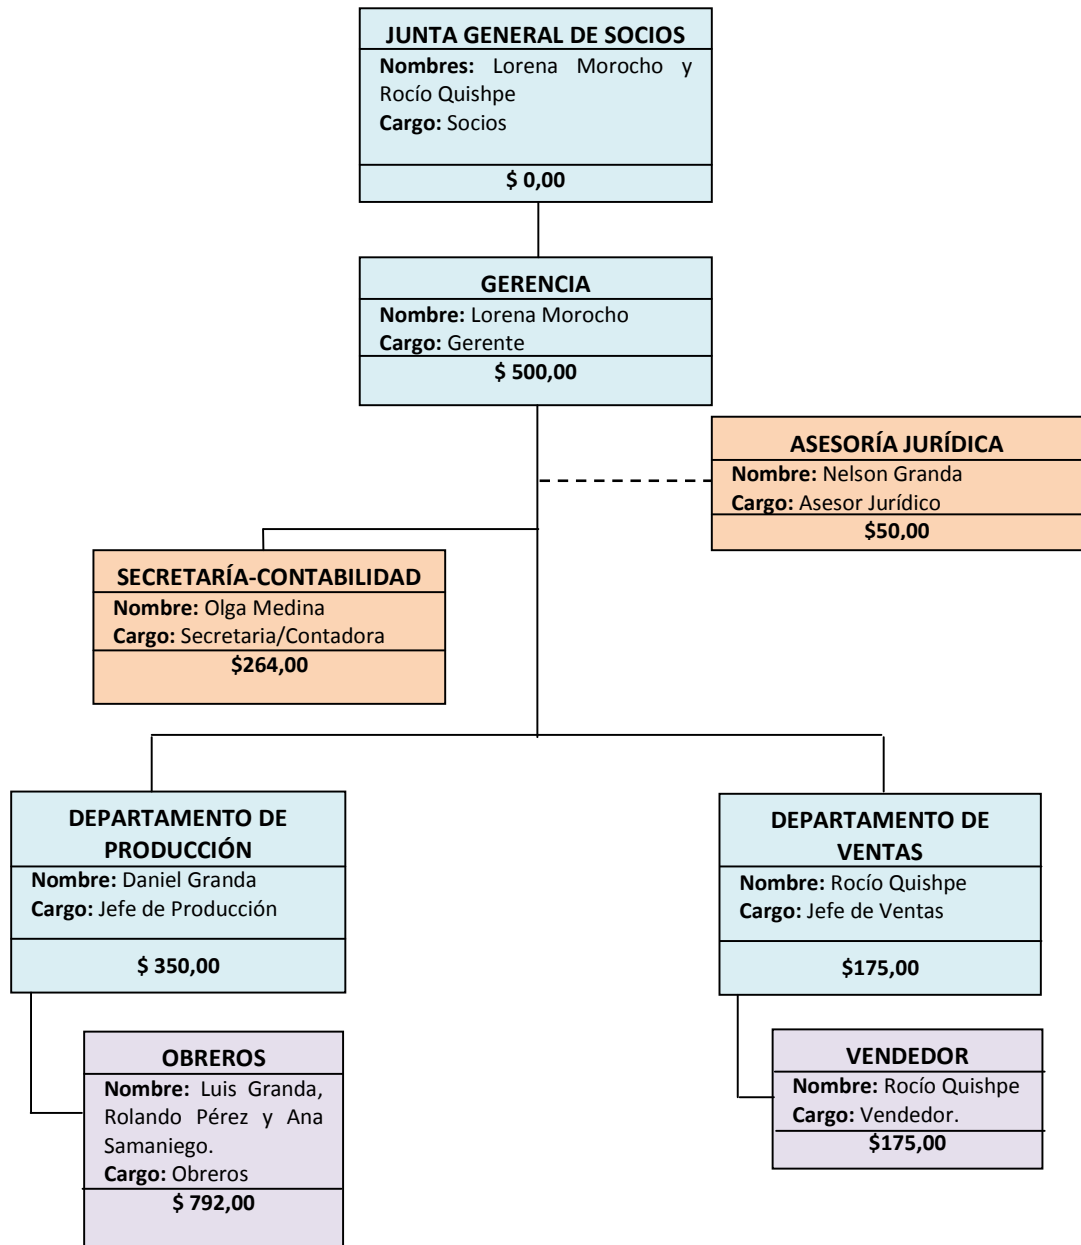 JUNTA GENERAL DE SOCIOS
Nombres: Lorena Morocho y
Rocío Quishpe
Cargo: Socios
$ 0,00
GERENCIA
Nombre: Lorena Morocho
Cargo: Gerente
$ 500,00
ASESORÍA JURÍDICA
Nombre: Nelson Granda
Cargo: Asesor Jurídico
$50,00
SECRETARÍA-CONTABILIDAD
Nombre: Olga Medina
Cargo: Secretaria/Contadora
$264,00
DEPARTAMENTO DE
PRODUCCIÓN
Nombre: Daniel Granda
Cargo: Jefe de Producción
$ 350,00
DEPARTAMENTO DE
VENTAS
Nombre: Rocío Quishpe
Cargo: Jefe de Ventas
$175,00
OBREROS
Nombre: Luis Granda,
Rolando Pérez y Ana
Samaniego.
Cargo: Obreros
$ 792,00
VENDEDOR
Nombre: Rocío Quishpe
Cargo: Vendedor.
$175,00